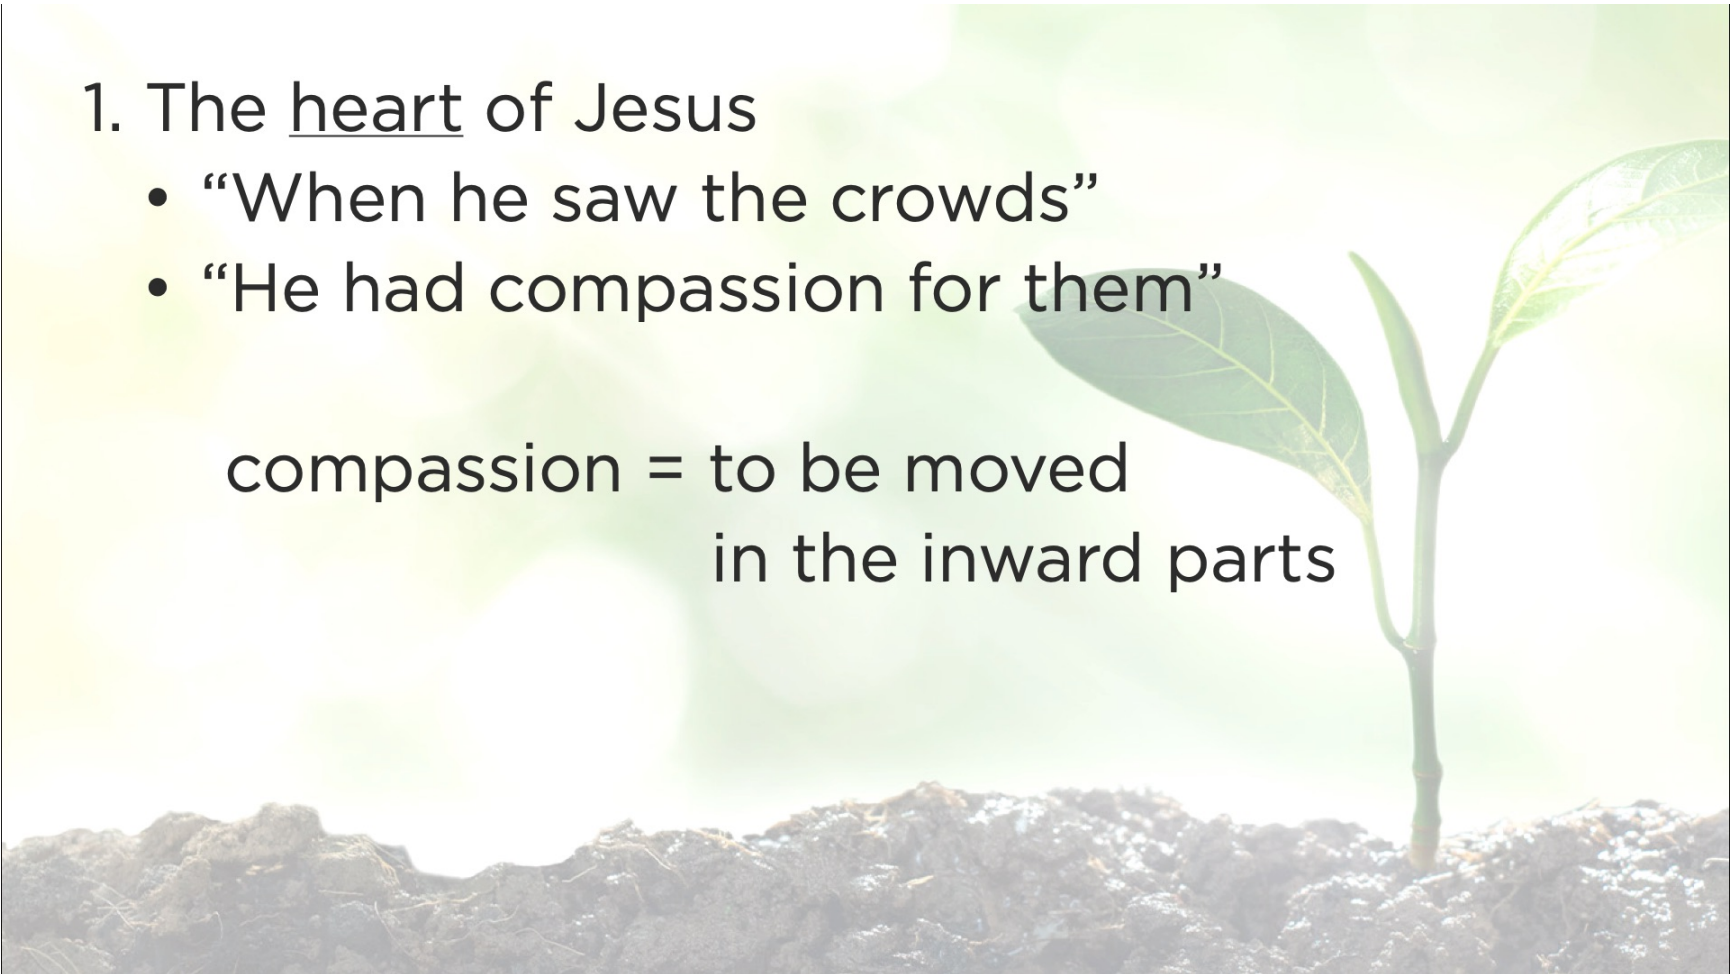 1. The heart of Jesus
• “When he saw the crowds”
• “He had compassion for them”
compassion = to be moved
in the inward parts